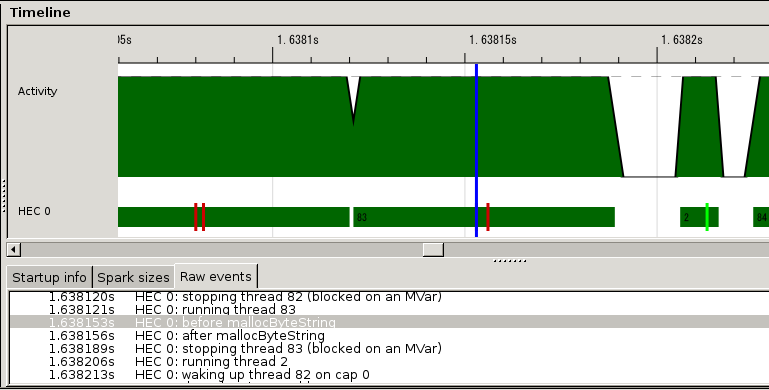 Timeline
05s 1.6381s 1.63815s 1.6382s
Activity
HEC 0 83 2 84
Startup info Spark sizes Raw events
1.638120s HEC 0: stopping thread 82 (blocked on an MVar)
1.638121s HEC 0: running thread 83
1.638153s HEC 0: before mallocByteString
1.638156s HEC 0: after mallocByteString
1.638189s HEC 0: stopping thread 83 (blocked on an MVar)
1.638206s HEC 0: running thread 2
1.638213s HEC 0: waking up thread 82 on cap 0